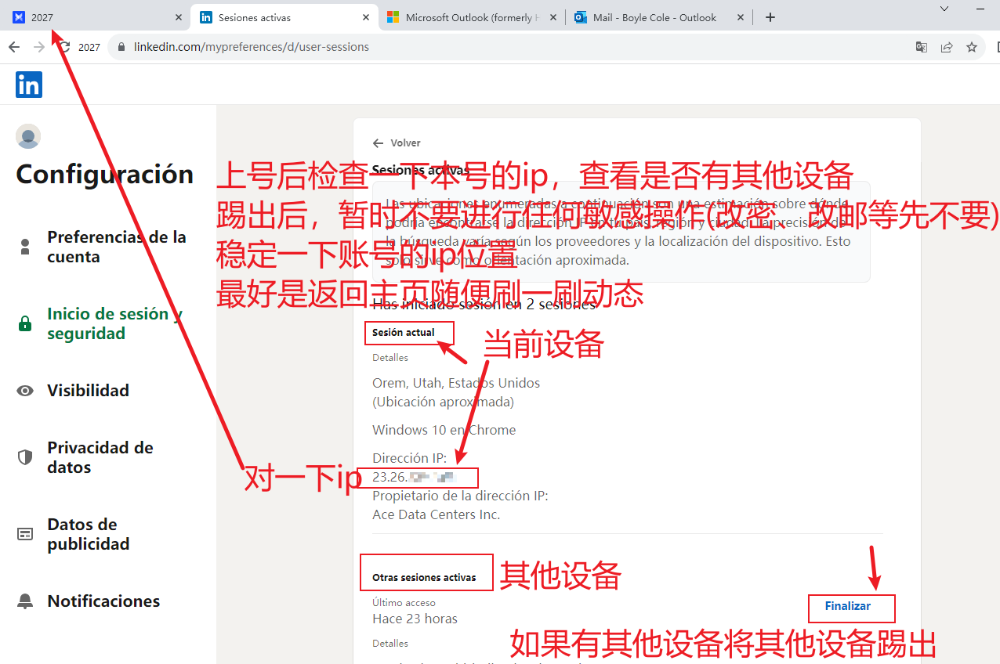 2027
Sesiones activas
Microsoft Outlook (formerly H
Mail - Boyle Cole - Outlook
2027
linkedin.com/mypreferences/d/user-sessions
in
Volver
Configuración
Sesiones activas
上号后检查一下本号的ip，查看是否有其他设备
踢出后，暂时不要进行任何敏感操作(改密、改邮等先不要)
稳定一下账号的ip位置
最好是返回主页随便刷一刷动态
Las ubicaciones enumeradas a continuación son una estimación sobre dónde
podría encontrarse la dirección IP en tu país, región y ciudad. La precisión de
la búsqueda varía según los proveedores y la localización del dispositivo. Esto
solo sirve como orientación aproximada.
Preferencias de la
cuenta
Has iniciado sesión en 2 sesiones
Inicio de sesión y
seguridad
Sesión actual
当前设备
Detalles
Orem, Utah, Estados Unidos
(Ubicación aproximada)
Visibilidad
Windows 10 en Chrome
Privacidad de
datos
Dirección IP:
对一下ip
23.26.
Propietario de la dirección IP:
Ace Data Centers Inc.
Datos de
publicidad
Otras sesiones activas
其他设备
Notificaciones
Último acceso
Hace 23 horas
Finalizar
Detalles
如果有其他设备将其他设备踢出